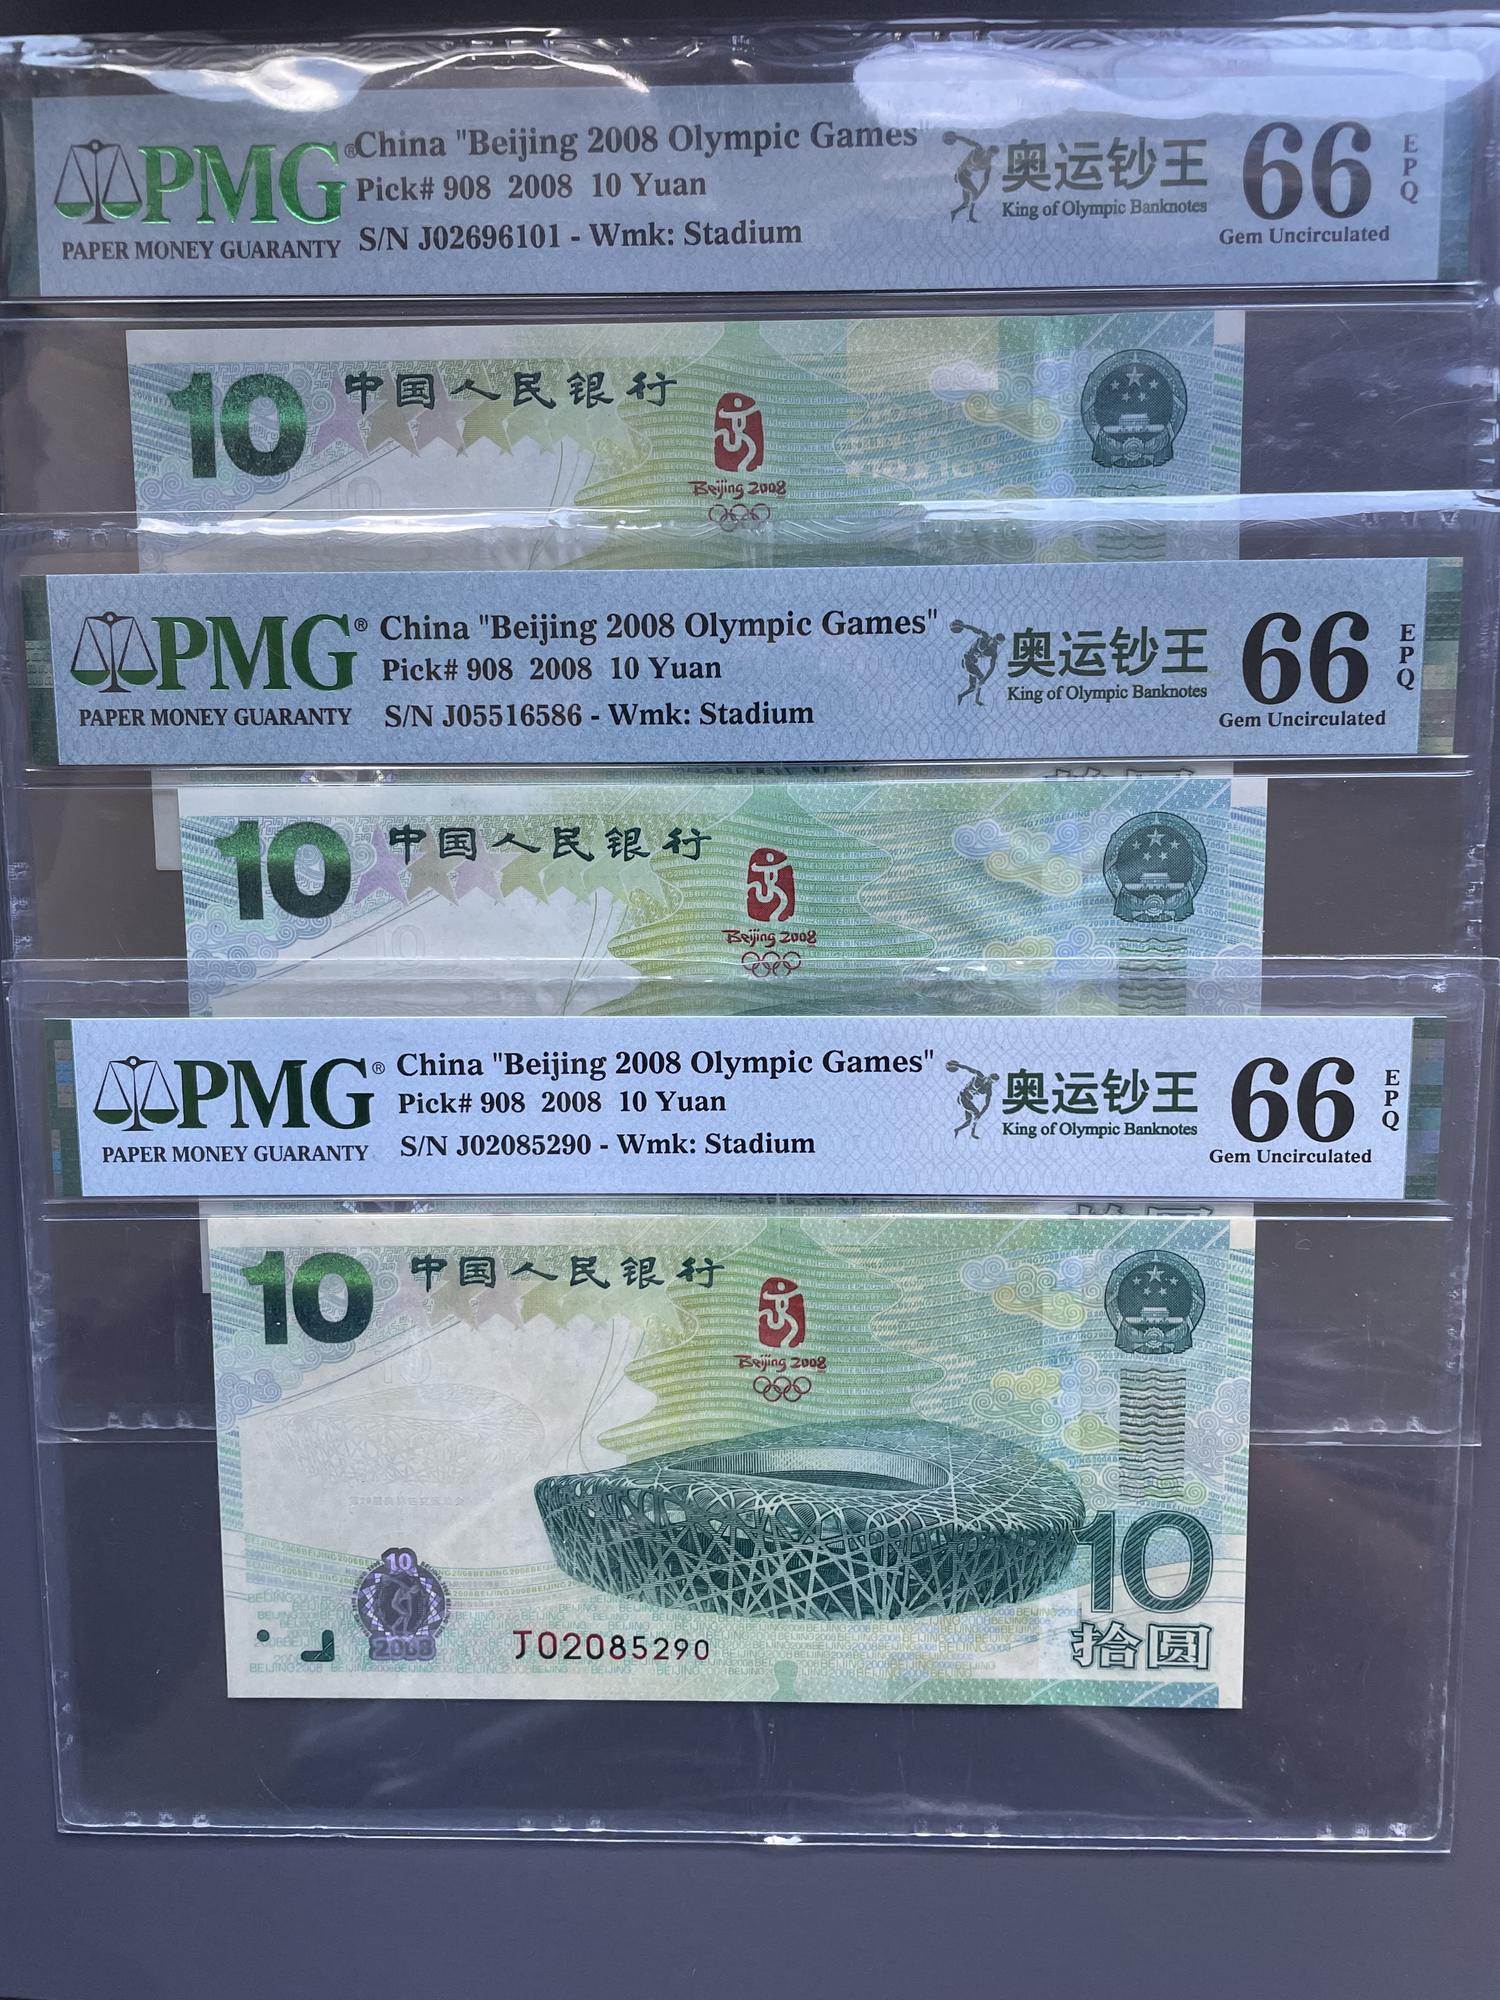 PMG®
PAPER MONEY GUARANTY
China "Beijing 2008 Olympic Games"
Pick# 908 2008 10 Yuan
S/N J02696101 - Wmk: Stadium
奥运钞王
King of Olympic Banknotes
66
EPQ
Gem Uncirculated
10
中国人民银行
Beijing 2008
PMG®
PAPER MONEY GUARANTY
China "Beijing 2008 Olympic Games"
Pick# 908 2008 10 Yuan
S/N J05516586 - Wmk: Stadium
奥运钞王
King of Olympic Banknotes
66
EPQ
Gem Uncirculated
10
中国人民银行
Beijing 2008
PMG®
PAPER MONEY GUARANTY
China "Beijing 2008 Olympic Games"
Pick# 908 2008 10 Yuan
S/N J02085290 - Wmk: Stadium
奥运钞王
King of Olympic Banknotes
66
EPQ
Gem Uncirculated
10
中国人民银行
Beijing 2008
10
2008
J02085290
10
拾圆